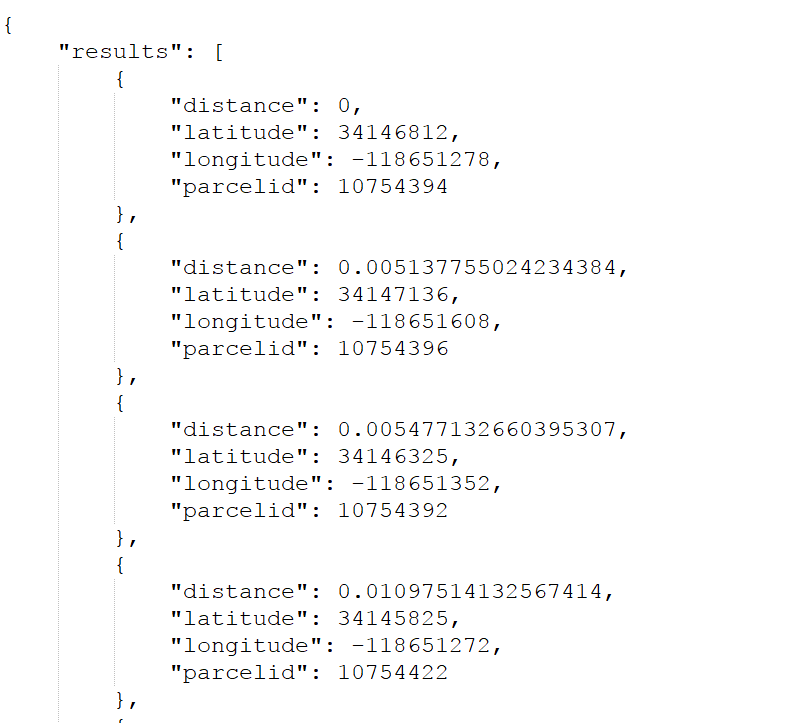 {
"results": [
{
"distance": 0,
"latitude": 34146812,
"longitude": -118651278,
"parcelid": 10754394
},
{
"distance": 0.005137755024234384,
"latitude": 34147136,
"longitude": -118651608,
"parcelid": 10754396
},
{
"distance": 0.005477132660395307,
"latitude": 34146325,
"longitude": -118651352,
"parcelid": 10754392
},
{
"distance": 0.01097514132567414,
"latitude": 34145825,
"longitude": -118651272,
"parcelid": 10754422
},